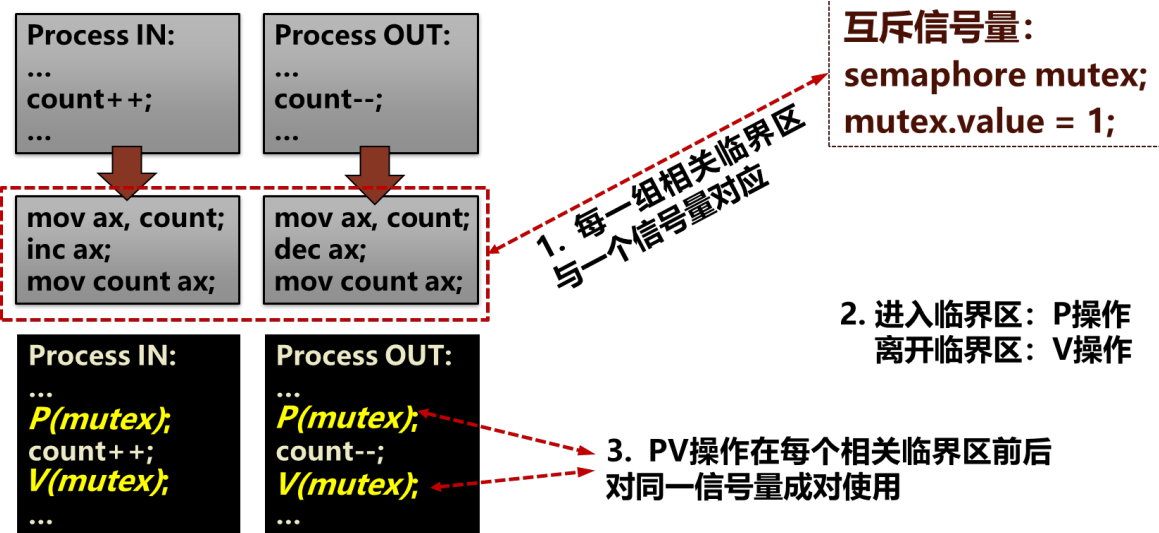 Process IN:
...
count++;
...
Process OUT:
...
count--;
...
互斥信号量：
semaphore mutex;
mutex.value = 1;
mov ax, count;
inc ax;
mov count ax;
mov ax, count;
dec ax;
mov count ax;
1. 每一组相关临界区
与一个信号量对应
2. 进入临界区：P操作
离开临界区：V操作
Process IN:
...
P(mutex);
count++;
V(mutex);
...
Process OUT:
...
P(mutex);
count--;
V(mutex);
...
3. PV操作在每个相关临界区前后
对同一信号量成对使用